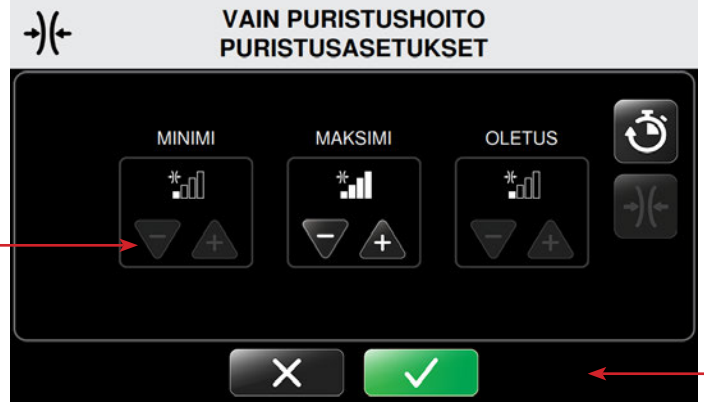 VAIN PURISTUSHOITO
PURISTUSASETUKSET
MINIMI MAKSIMI OLETUS